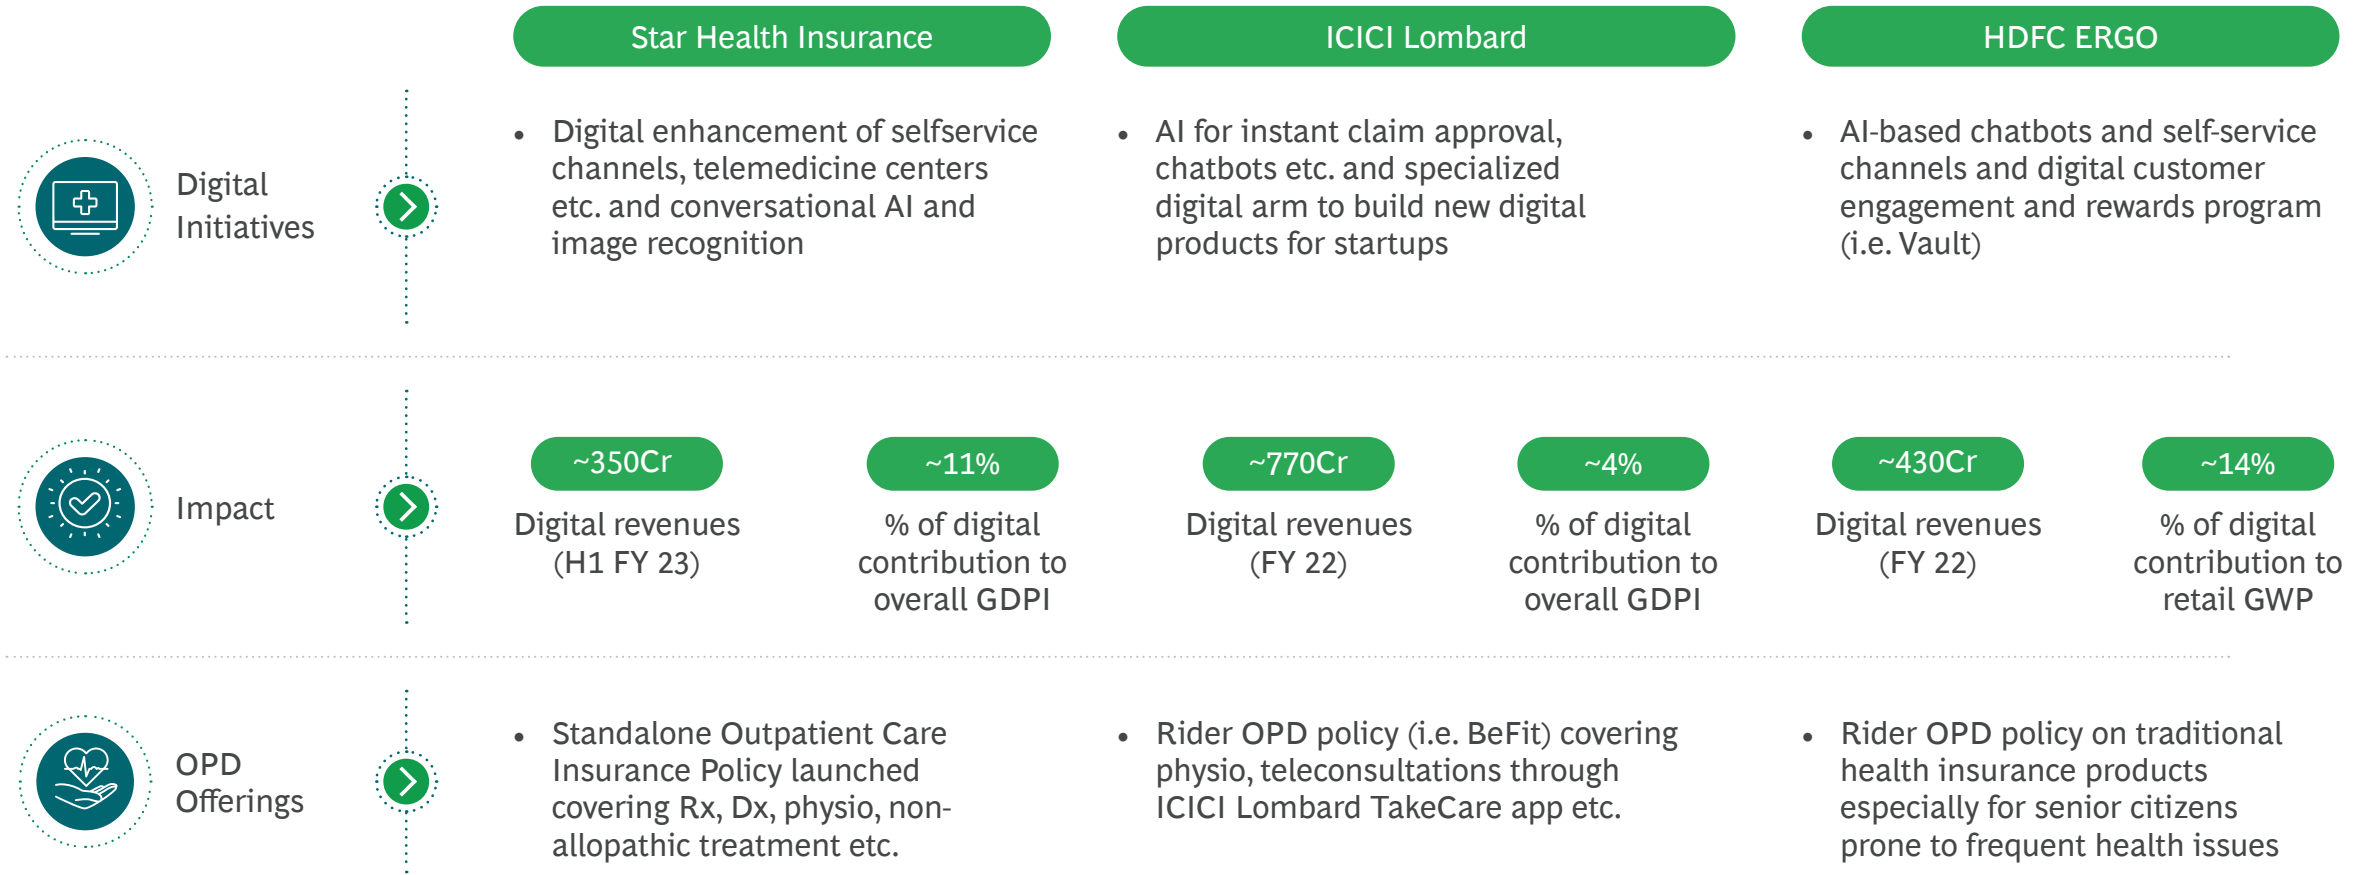 Star Health Insurance
ICICI Lombard
HDFC ERGO
Digital
Initiatives
• Digital enhancement of selfservice
channels, telemedicine centers
etc. and conversational AI and
image recognition
• AI for instant claim approval,
chatbots etc. and specialized
digital arm to build new digital
products for startups
• AI-based chatbots and self-service
channels and digital customer
engagement and rewards program
(i.e. Vault)
Impact
~350Cr
Digital revenues
(H1 FY 23)
~11%
% of digital
contribution to
overall GDPI
~770Cr
Digital revenues
(FY 22)
~4%
% of digital
contribution to
overall GDPI
~430Cr
Digital revenues
(FY 22)
~14%
% of digital
contribution to
retail GWP
OPD
Offerings
• Standalone Outpatient Care
Insurance Policy launched
covering Rx, Dx, physio, non-
allopathic treatment etc.
• Rider OPD policy (i.e. BeFit) covering
physio, teleconsultations through
ICICI Lombard TakeCare app etc.
• Rider OPD policy on traditional
health insurance products
especially for senior citizens
prone to frequent health issues